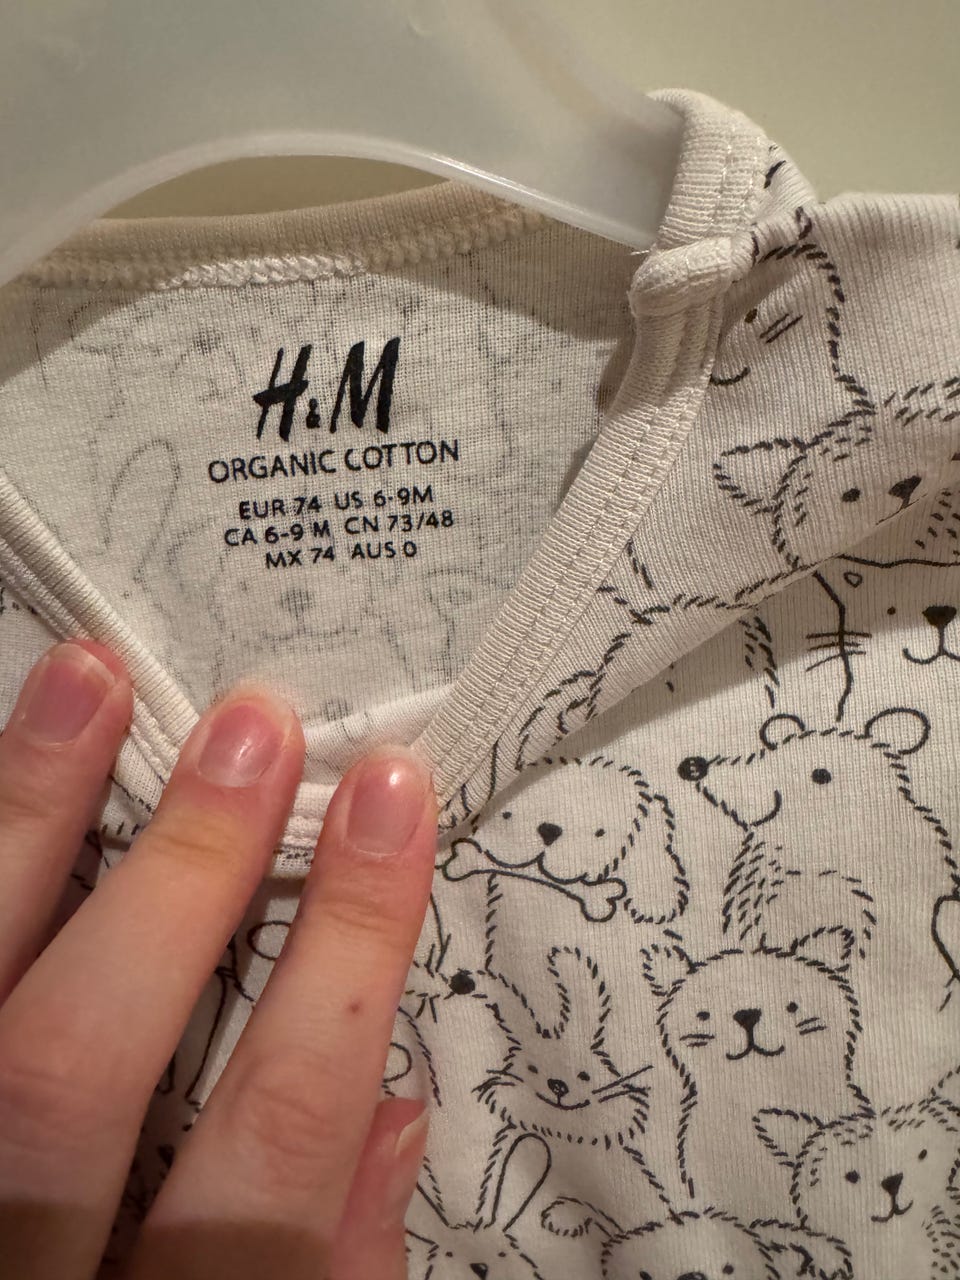 H&M
ORGANIC COTTON
EUR 74 US 6-9M
CA 6-9 M CN 73/48
MX 74 AUS 0